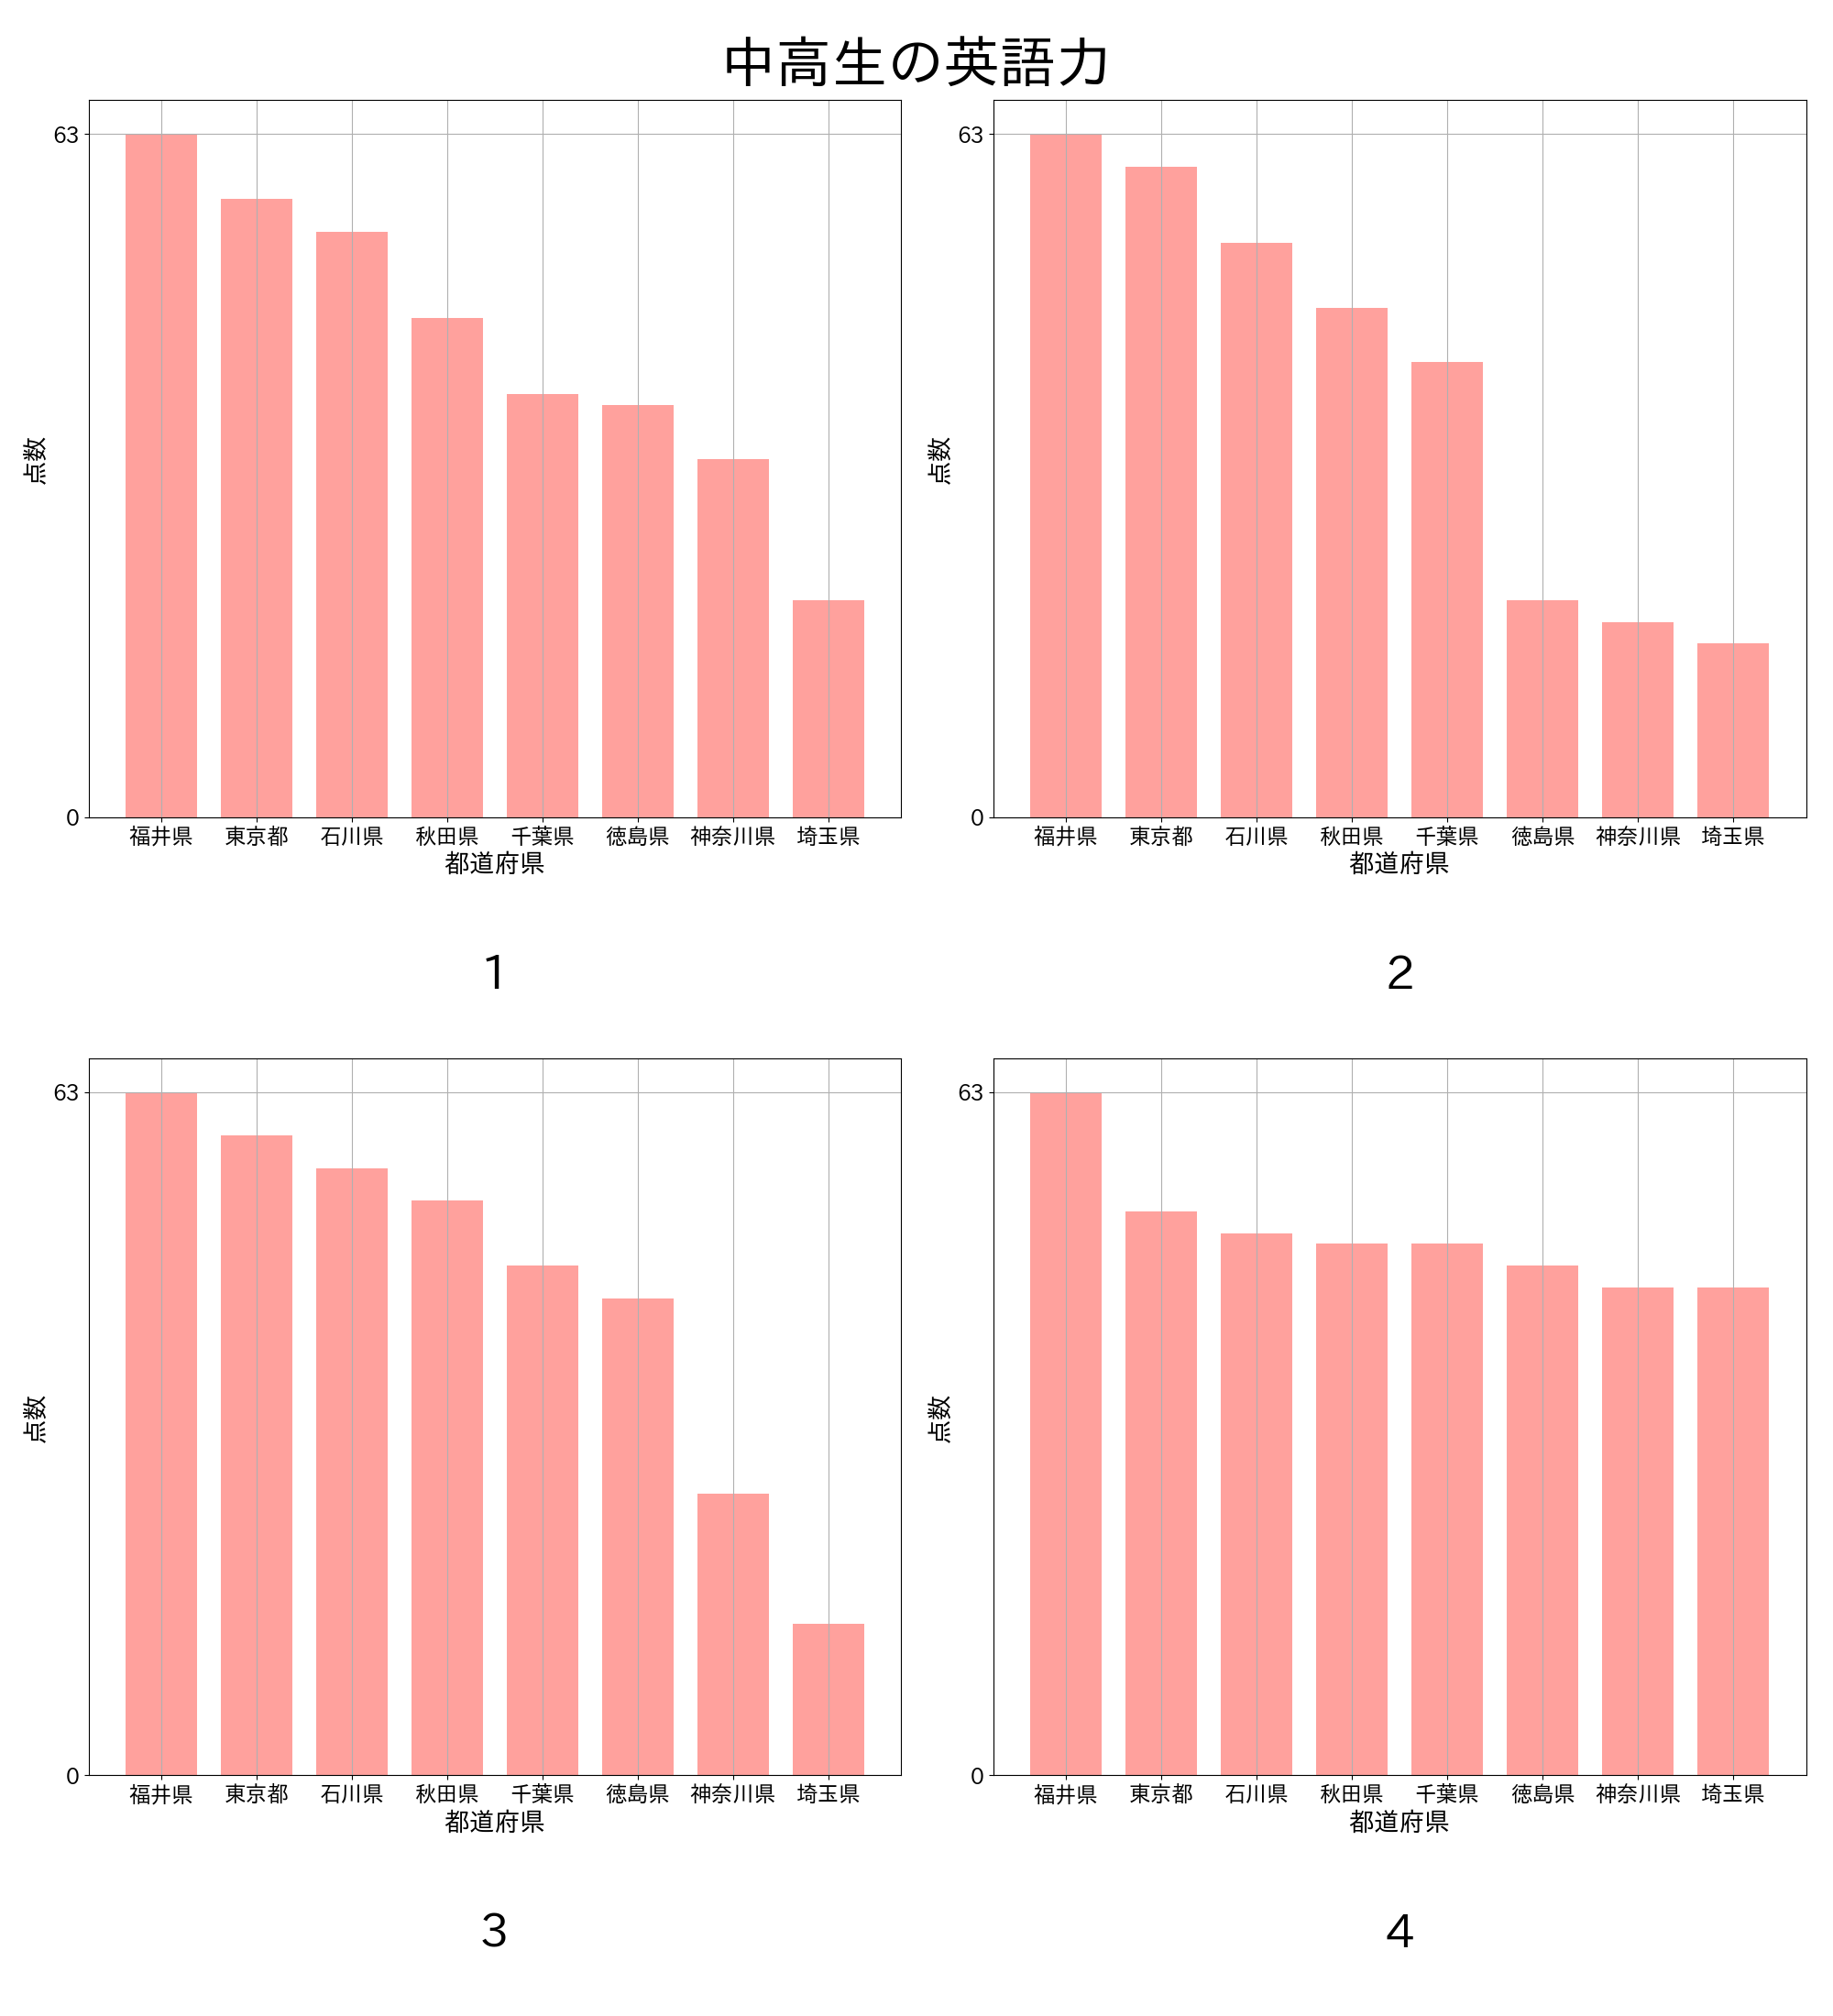 中高生の英語力
63
0
点数
福井県 東京都 石川県 秋田県 千葉県 徳島県 神奈川県 埼玉県
都道府県
1
63
0
点数
福井県 東京都 石川県 秋田県 千葉県 徳島県 神奈川県 埼玉県
都道府県
2
63
0
点数
福井県 東京都 石川県 秋田県 千葉県 徳島県 神奈川県 埼玉県
都道府県
3
63
0
点数
福井県 東京都 石川県 秋田県 千葉県 徳島県 神奈川県 埼玉県
都道府県
4